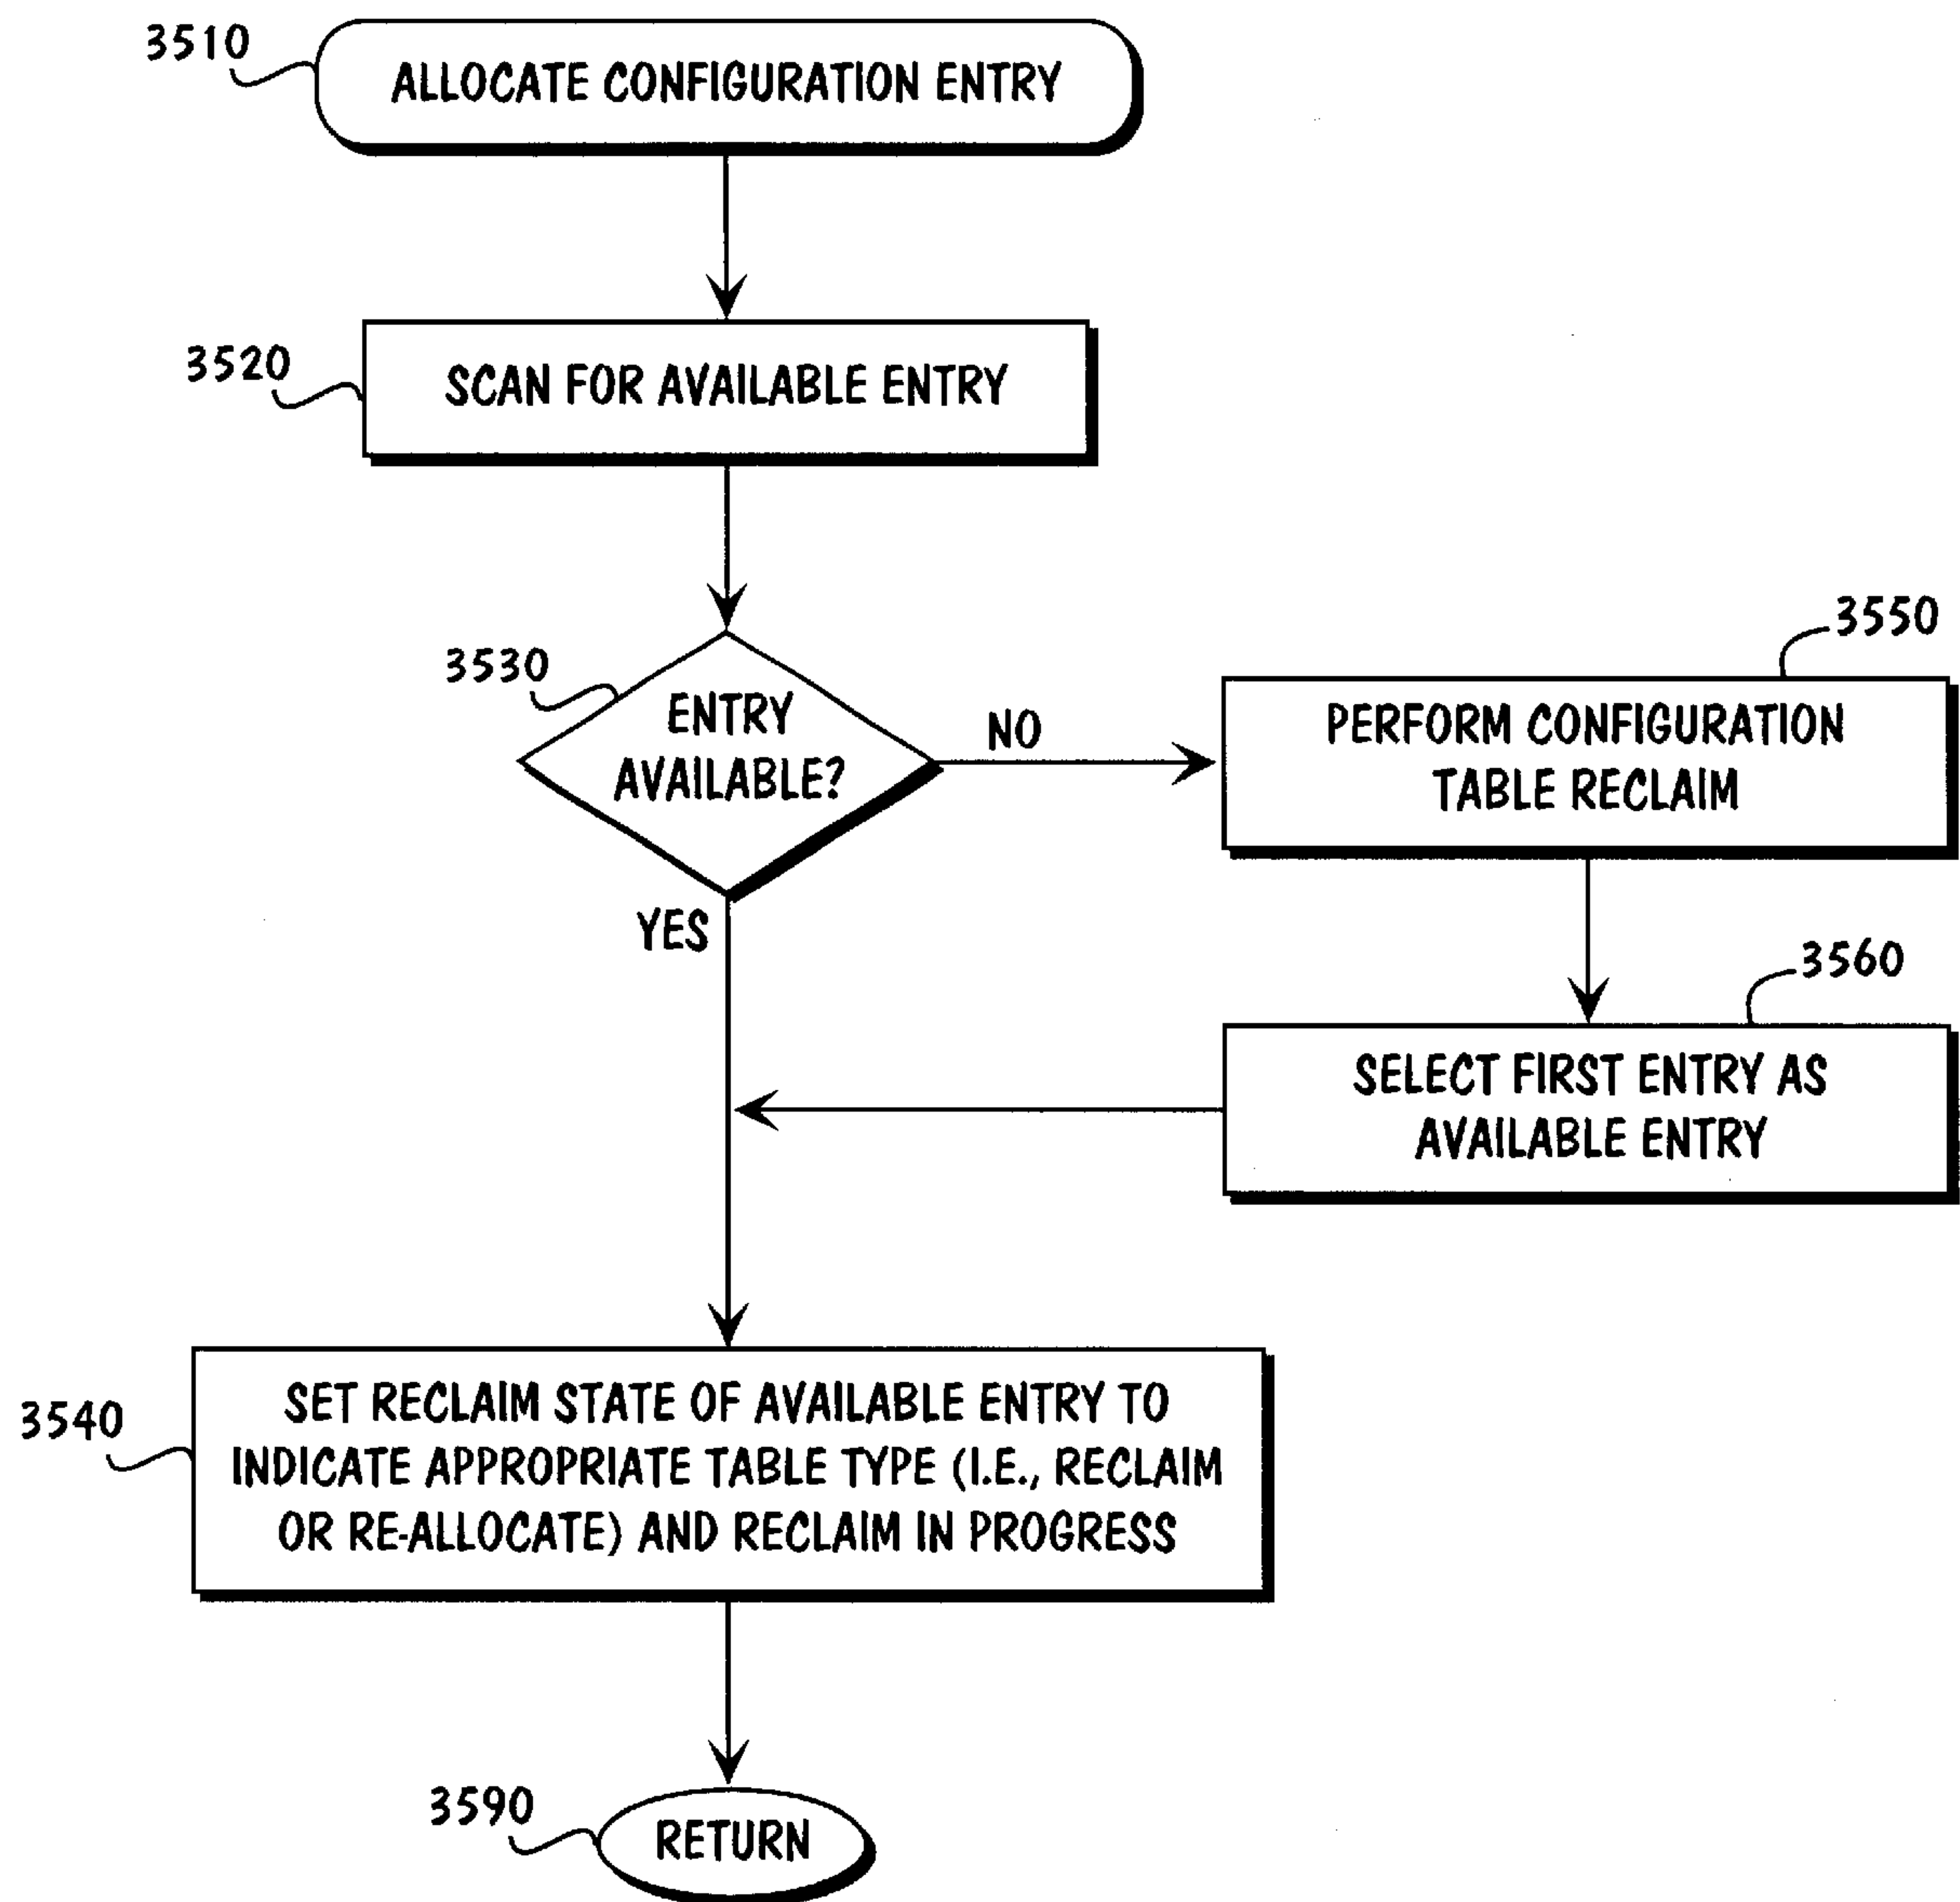 3510
ALLOCATE CONFIGURATION ENTRY
3520
SCAN FOR AVAILABLE ENTRY
3530
ENTRY
AVAILABLE?
NO
YES
3550
PERFORM CONFIGURATION
TABLE RECLAIM
3560
SELECT FIRST ENTRY AS
AVAILABLE ENTRY
3540
SET RECLAIM STATE OF AVAILABLE ENTRY TO
INDICATE APPROPRIATE TABLE TYPE (I.E., RECLAIM
OR RE-ALLOCATE) AND RECLAIM IN PROGRESS
3590
RETURN